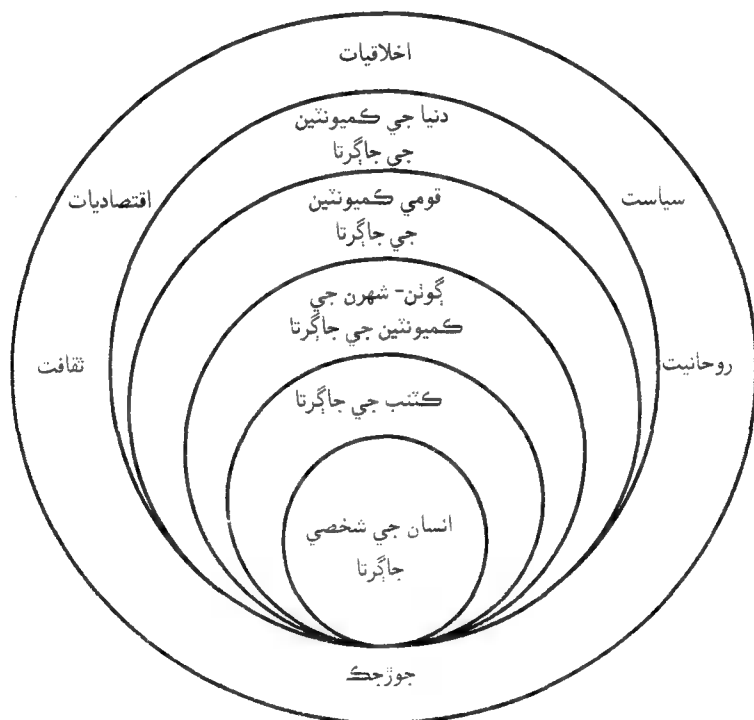 اخلاقيات
دنيا جي ڪميونٽين
جي جاڳرتا
سياست
اقتصاديات
قومي ڪميونٽين
جي جاڳرتا
ڳوٺن- شهرن جي
ڪميونٽين جي جاڳرتا
روحانيت
ثقافت
ڪٽنب جي جاڳرتا
انسان جي شخصي
جاڳرتا
جوڙجڪ